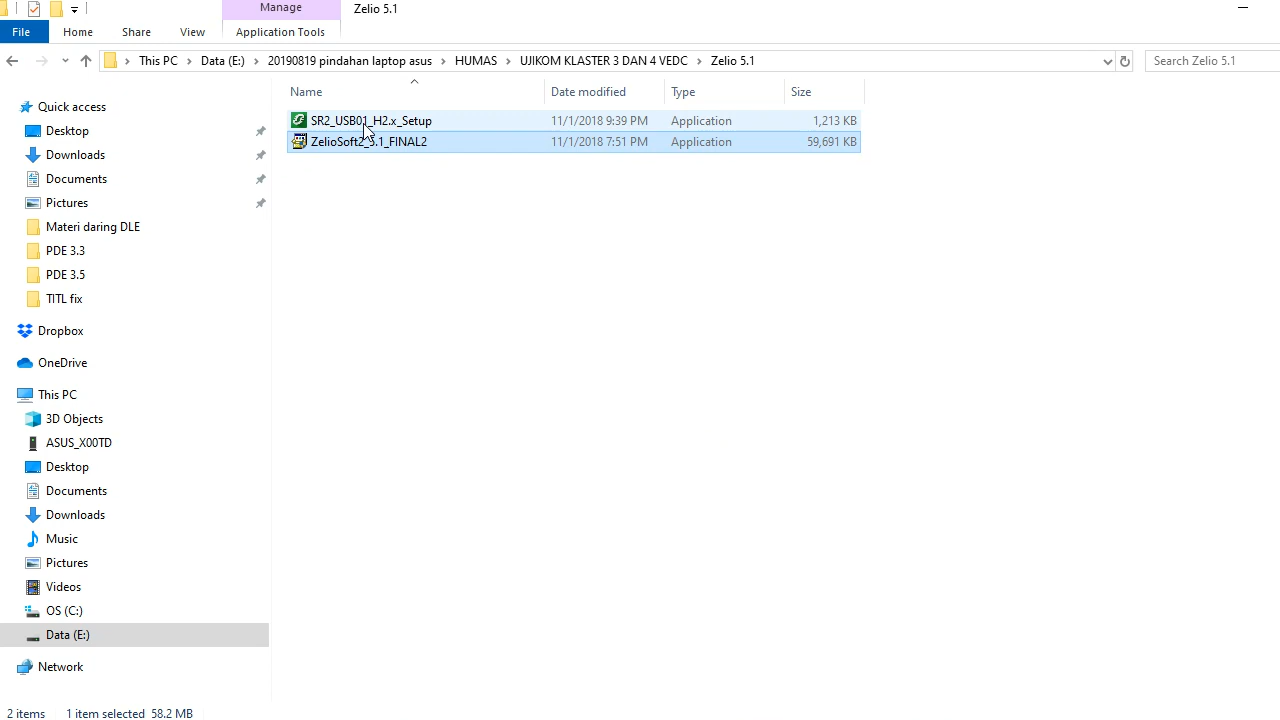 Manage
Zelio 5.1
File
Home
Share
View
Application Tools
This PC
Data (E:)
20190819 pindahan laptop asus
HUMAS
UJIKOM KLASTER 3 DAN 4 VEDC
Zelio 5.1
Search Zelio 5.1
Name
Date modified
Type
Size
SR2_USB01_H2.x_Setup
11/1/2018 9:39 PM
Application
1,213 KB
ZelioSoft2_5.1_FINAL2
11/1/2018 7:51 PM
Application
59,691 KB
Quick access
Desktop
Downloads
Documents
Pictures
Materi daring DLE
PDE 3.3
PDE 3.5
TITL fix
Dropbox
OneDrive
This PC
3D Objects
ASUS_X00TD
Desktop
Documents
Downloads
Music
Pictures
Videos
OS (C:)
Data (E:)
Network
2 items
1 item selected 58.2 MB